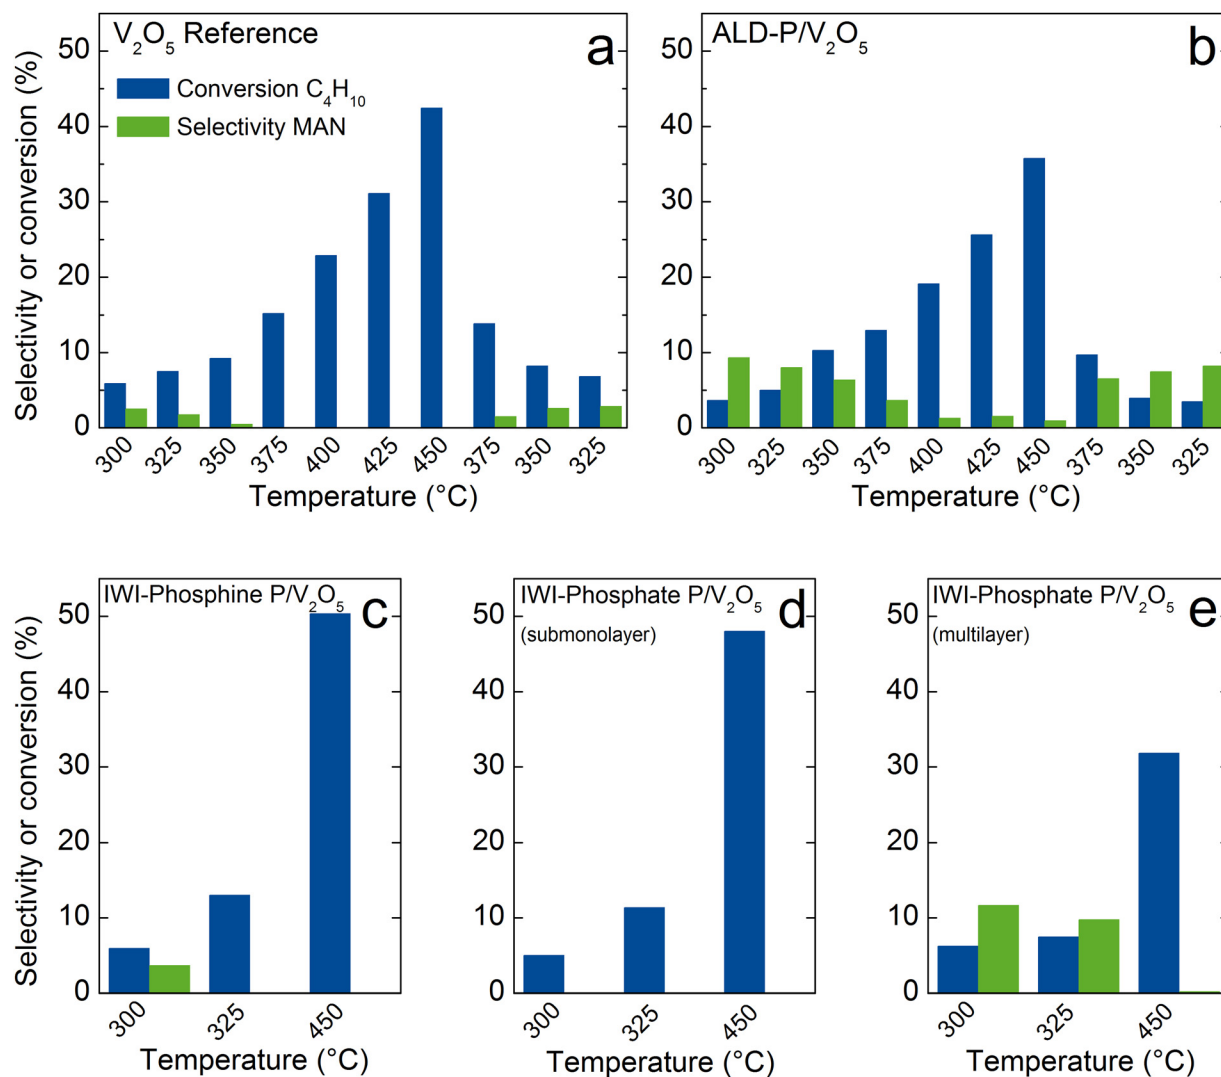 V₂O₅ Reference
a
Conversion C₄H₁₀
Selectivity MAN
Selectivity or conversion (%)
50
40
30
20
10
0
300 325 350 375 400 425 450 375 350 325
Temperature (°C)
ALD-P/V₂O₅
b
50
40
30
20
10
0
300 325 350 375 400 425 450 375 350 325
Temperature (°C)
IWI-Phosphine P/V₂O₅
c
Selectivity or conversion (%)
50
40
30
20
10
0
300 325 450
Temperature (°C)
IWI-Phosphate P/V₂O₅
(submonolayer)
d
50
40
30
20
10
0
300 325 450
Temperature (°C)
IWI-Phosphate P/V₂O₅
(multilayer)
e
50
40
30
20
10
0
300 325 450
Temperature (°C)